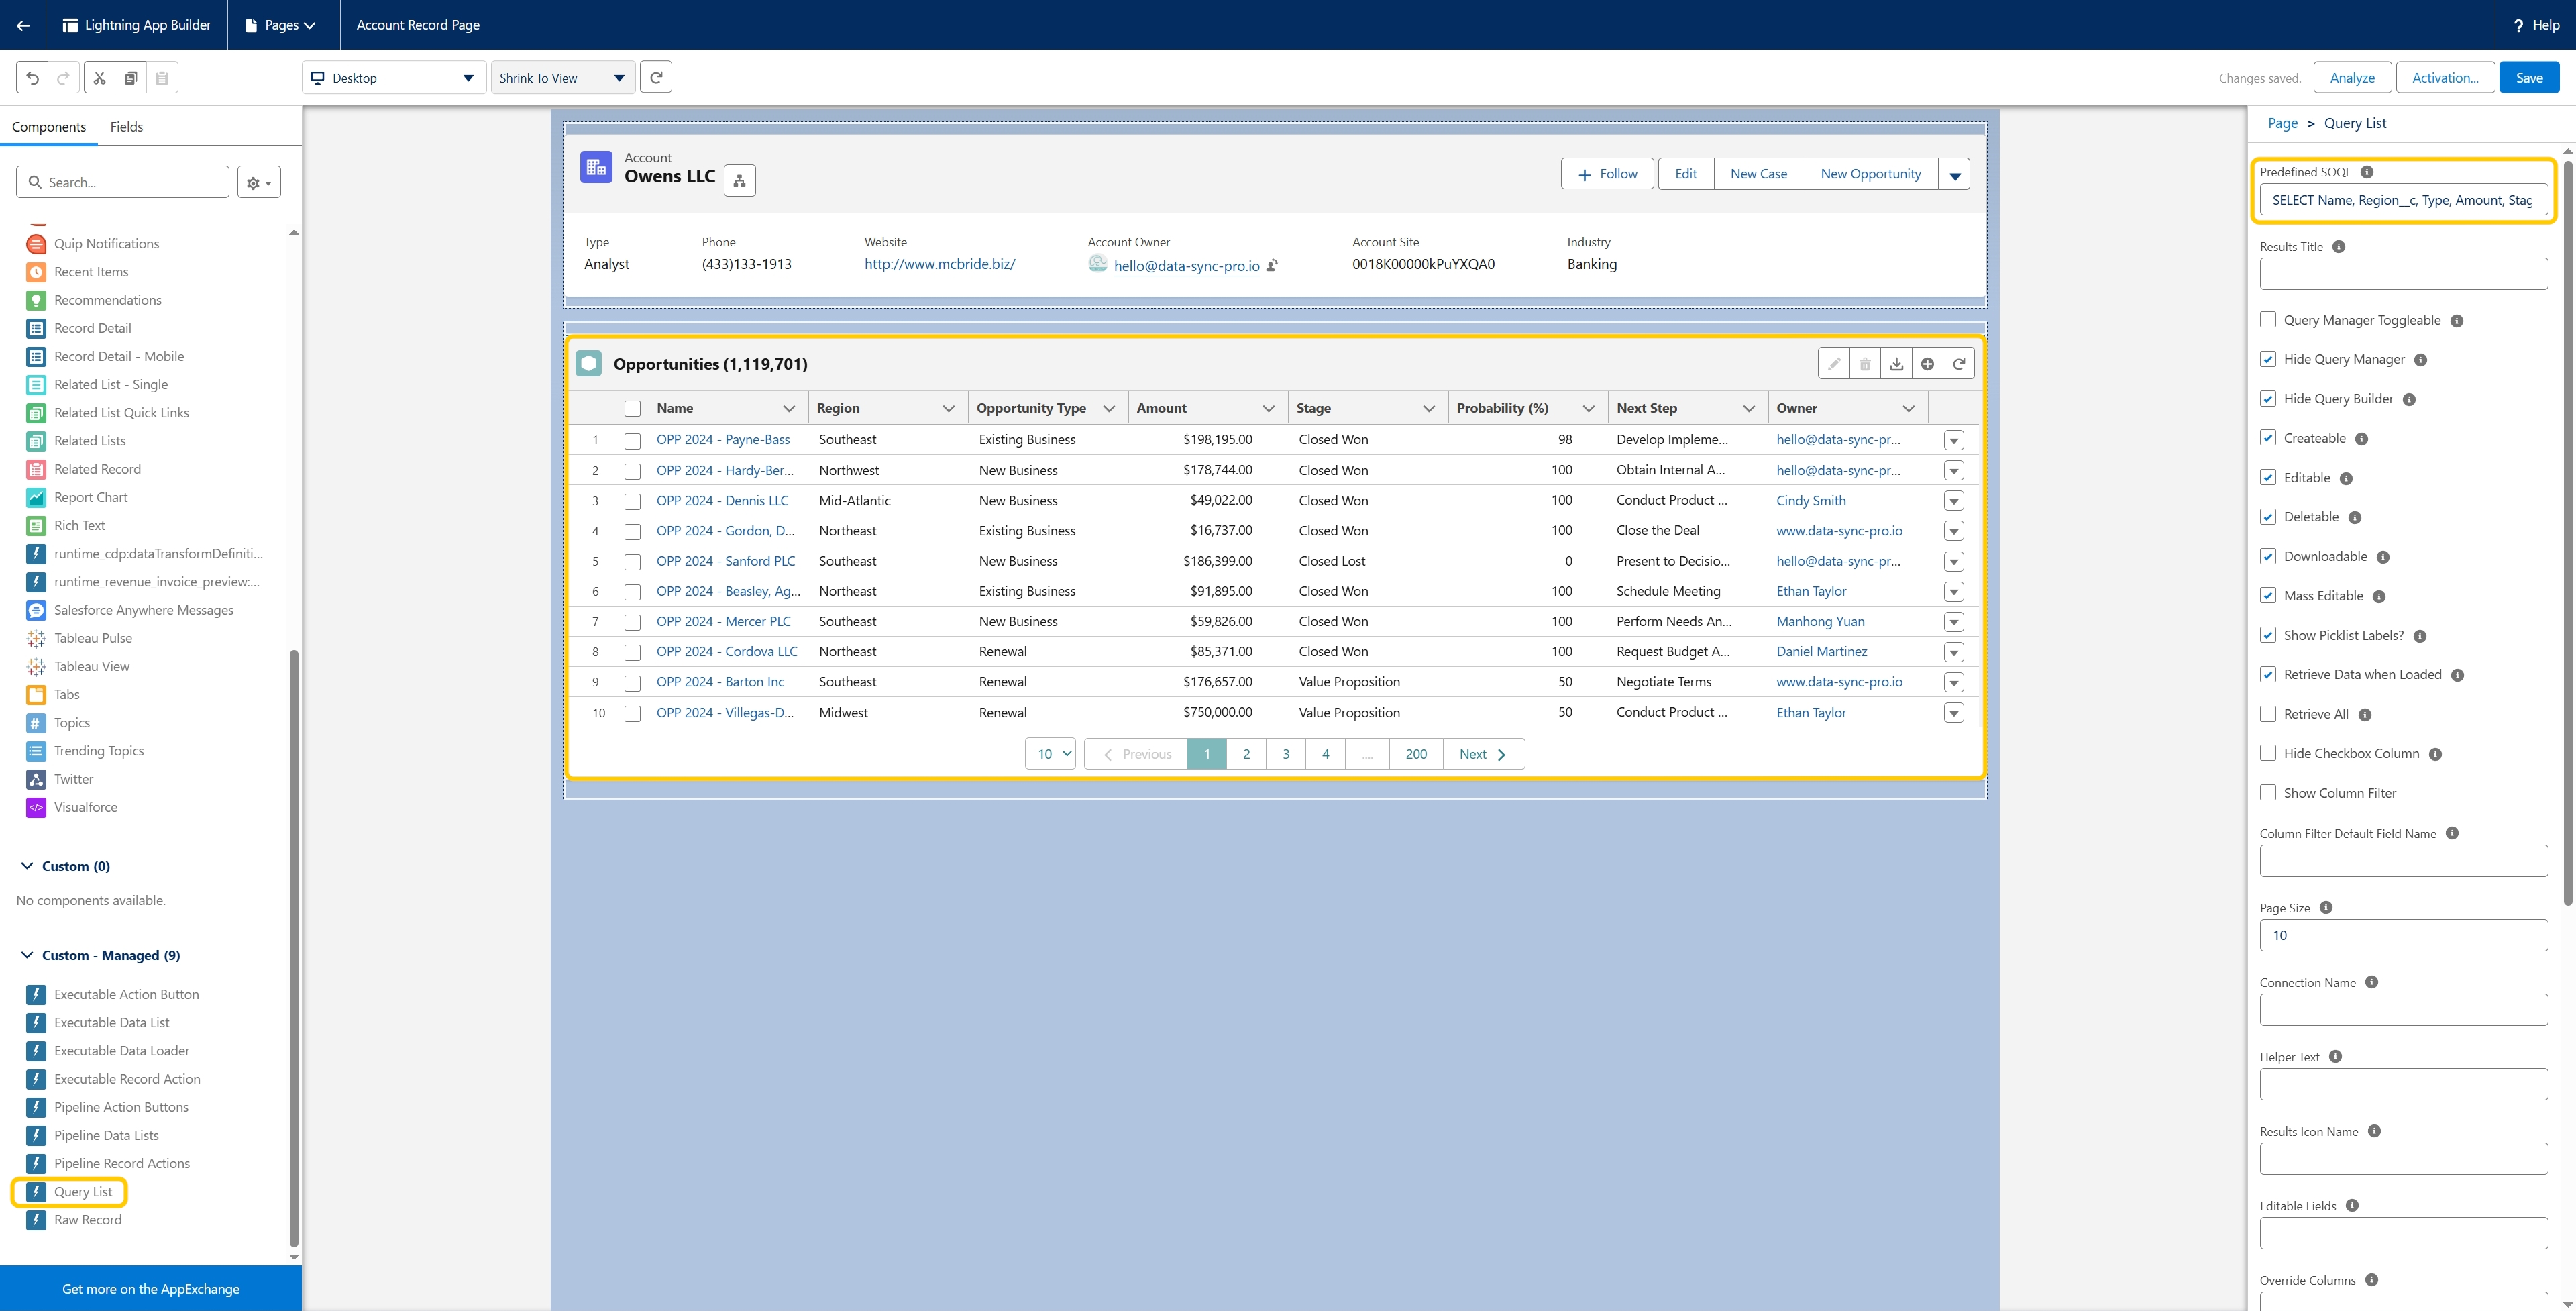 Lightning App Builder
Pages
Account Record Page
? Help
Desktop
Shrink To View
Changes saved.
Analyze
Activation...
Save
Components
Fields
Search...
Quip Notifications
Recent Items
Recommendations
Record Detail
Record Detail - Mobile
Related List - Single
Related List Quick Links
Related Lists
Related Record
Report Chart
Rich Text
runtime_cdp:dataTransformDefiniti...
runtime_revenue_invoice_preview:...
Salesforce Anywhere Messages
Tableau Pulse
Tableau View
Tabs
Topics
Trending Topics
Twitter
Visualforce
Custom (0)
No components available.
Custom - Managed (9)
Executable Action Button
Executable Data List
Executable Data Loader
Executable Record Action
Pipeline Action Buttons
Pipeline Data Lists
Pipeline Record Actions
Query List
Raw Record
Get more on the AppExchange
Account
Owens LLC
+ Follow
Edit
New Case
New Opportunity
Type Phone Website Account Owner Account Site Industry
Analyst (433)133-1913 http://www.mcbride.biz/ hello@data-sync-pro.io 0018K00000kPuYXQA0 Banking
Opportunities (1,119,701)
Name Region Opportunity Type Amount Stage Probability (%) Next Step Owner
1 OPP 2024 - Payne-Bass Southeast Existing Business $198,195.00 Closed Won 98 Develop Impleme... hello@data-sync-pr...
2 OPP 2024 - Hardy-Ber... Northwest New Business $178,744.00 Closed Won 100 Obtain Internal A... hello@data-sync-pr...
3 OPP 2024 - Dennis LLC Mid-Atlantic New Business $49,022.00 Closed Won 100 Conduct Product ... Cindy Smith
4 OPP 2024 - Gordon, D... Northeast Existing Business $16,737.00 Closed Won 100 Close the Deal www.data-sync-pro.io
5 OPP 2024 - Sanford PLC Southeast New Business $186,399.00 Closed Lost 0 Present to Decisio... hello@data-sync-pr...
6 OPP 2024 - Beasley, Ag... Northeast Existing Business $91,895.00 Closed Won 100 Schedule Meeting Ethan Taylor
7 OPP 2024 - Mercer PLC Southeast New Business $59,826.00 Closed Won 100 Perform Needs An... Manhong Yuan
8 OPP 2024 - Cordova LLC Northeast Renewal $85,371.00 Closed Won 100 Request Budget A... Daniel Martinez
9 OPP 2024 - Barton Inc Southeast Renewal $176,657.00 Value Proposition 50 Negotiate Terms www.data-sync-pro.io
10 OPP 2024 - Villegas-D... Midwest Renewal $750,000.00 Value Proposition 50 Conduct Product ... Ethan Taylor
10 Previous 1 2 3 4 .... 200 Next
Page > Query List
Predefined SOQL
SELECT Name, Region__c, Type, Amount, Stag
Results Title
Query Manager Toggleable
Hide Query Manager
Hide Query Builder
Createable
Editable
Deletable
Downloadable
Mass Editable
Show Picklist Labels?
Retrieve Data when Loaded
Retrieve All
Hide Checkbox Column
Show Column Filter
Column Filter Default Field Name
Page Size
10
Connection Name
Helper Text
Results Icon Name
Editable Fields
Override Columns